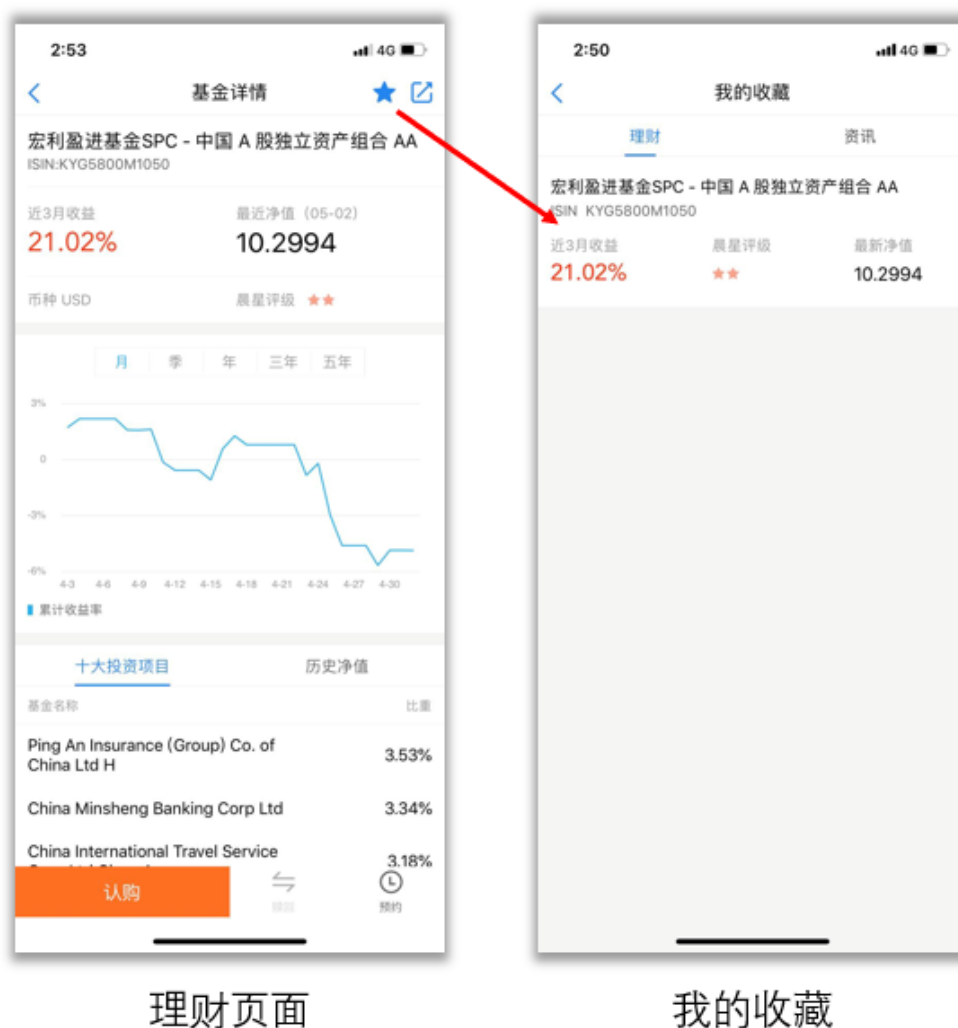 2:53
4G
基金详情
宏利盈进基金SPC - 中国 A 股独立资产组合 AA
ISIN:KYG5800M1050
近3月收益
最近净值（05-02）
21.02%
10.2994
币种 USD
晨星评级 ★★
月 季 年 三年 五年
3%
0
-3%
-6%
4-3 4-6 4-9 4-12 4-15 4-18 4-21 4-24 4-27 4-30
累计收益率
十大投资项目
历史净值
基金名称
比重
Ping An Insurance (Group) Co. of
China Ltd H
3.53%
China Minsheng Banking Corp Ltd
3.34%
China International Travel Service
3.18%
认购
预约
理财页面
2:50
4G
我的收藏
理财
资讯
宏利盈进基金SPC - 中国 A 股独立资产组合 AA
ISIN KYG5800M1050
近3月收益
晨星评级
最新净值
21.02%
★★
10.2994
我的收藏